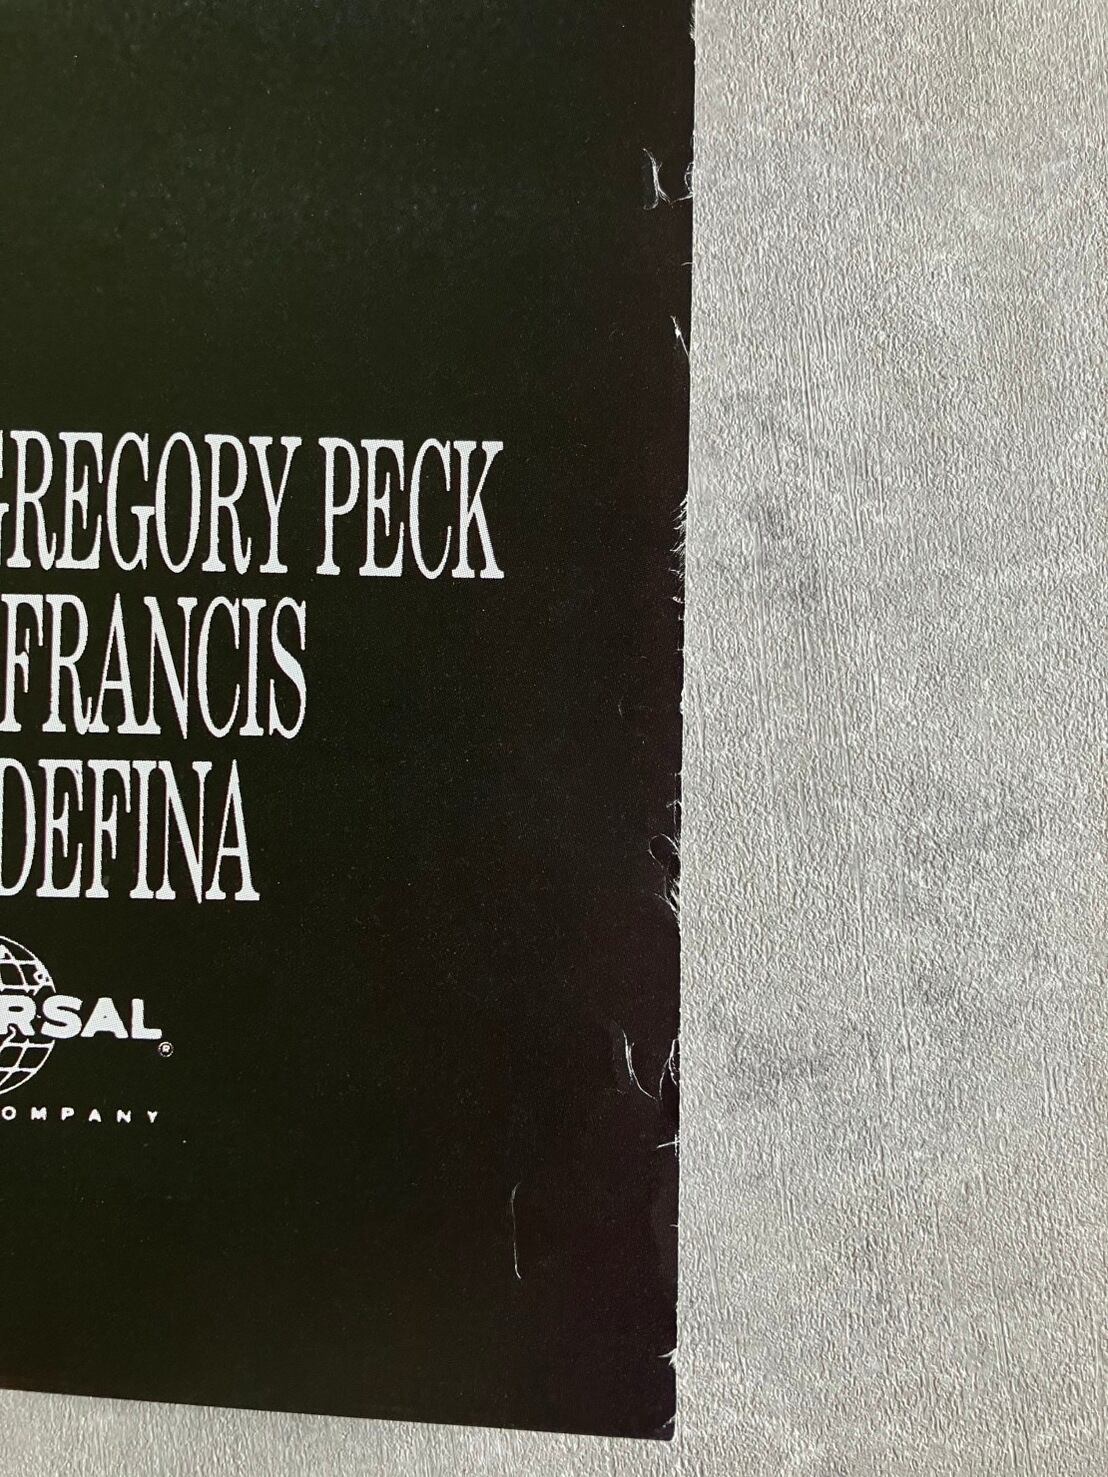 GREGORY PECK
FRANCIS
DEFINA
RSAL
®
OMPANY